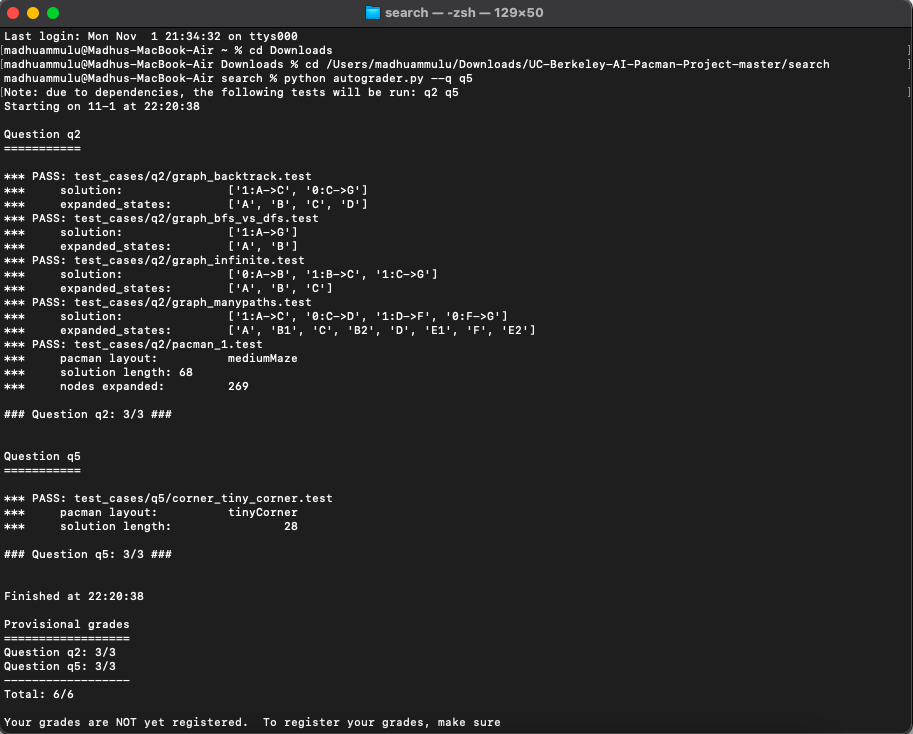 search — -zsh — 129×50
Last login: Mon Nov  1 21:34:32 on ttys000
[madhuammulu@Madhus-MacBook-Air ~ % cd Downloads ]
[madhuammulu@Madhus-MacBook-Air Downloads % cd /Users/madhuammulu/Downloads/UC-Berkeley-AI-Pacman-Project-master/search ]
madhuammulu@Madhus-MacBook-Air search % python autograder.py --q q5
[Note: due to dependencies, the following tests will be run: q2 q5 ]
Starting on 11-1 at 22:20:38
Question q2
===========
*** PASS: test_cases/q2/graph_backtrack.test
***     solution:               ['1:A->C', '0:C->G']
***     expanded_states:        ['A', 'B', 'C', 'D']
*** PASS: test_cases/q2/graph_bfs_vs_dfs.test
***     solution:               ['1:A->G']
***     expanded_states:        ['A', 'B']
*** PASS: test_cases/q2/graph_infinite.test
***     solution:               ['0:A->B', '1:B->C', '1:C->G']
***     expanded_states:        ['A', 'B', 'C']
*** PASS: test_cases/q2/graph_manypaths.test
***     solution:               ['1:A->C', '0:C->D', '1:D->F', '0:F->G']
***     expanded_states:        ['A', 'B1', 'C', 'B2', 'D', 'E1', 'F', 'E2']
*** PASS: test_cases/q2/pacman_1.test
***     pacman layout:          mediumMaze
***     solution length: 68
***     nodes expanded:         269
### Question q2: 3/3 ###
Question q5
===========
*** PASS: test_cases/q5/corner_tiny_corner.test
***     pacman layout:          tinyCorner
***     solution length:                28
### Question q5: 3/3 ###
Finished at 22:20:38
Provisional grades
==================
Question q2: 3/3
Question q5: 3/3
------------------
Total: 6/6
Your grades are NOT yet registered.  To register your grades, make sure